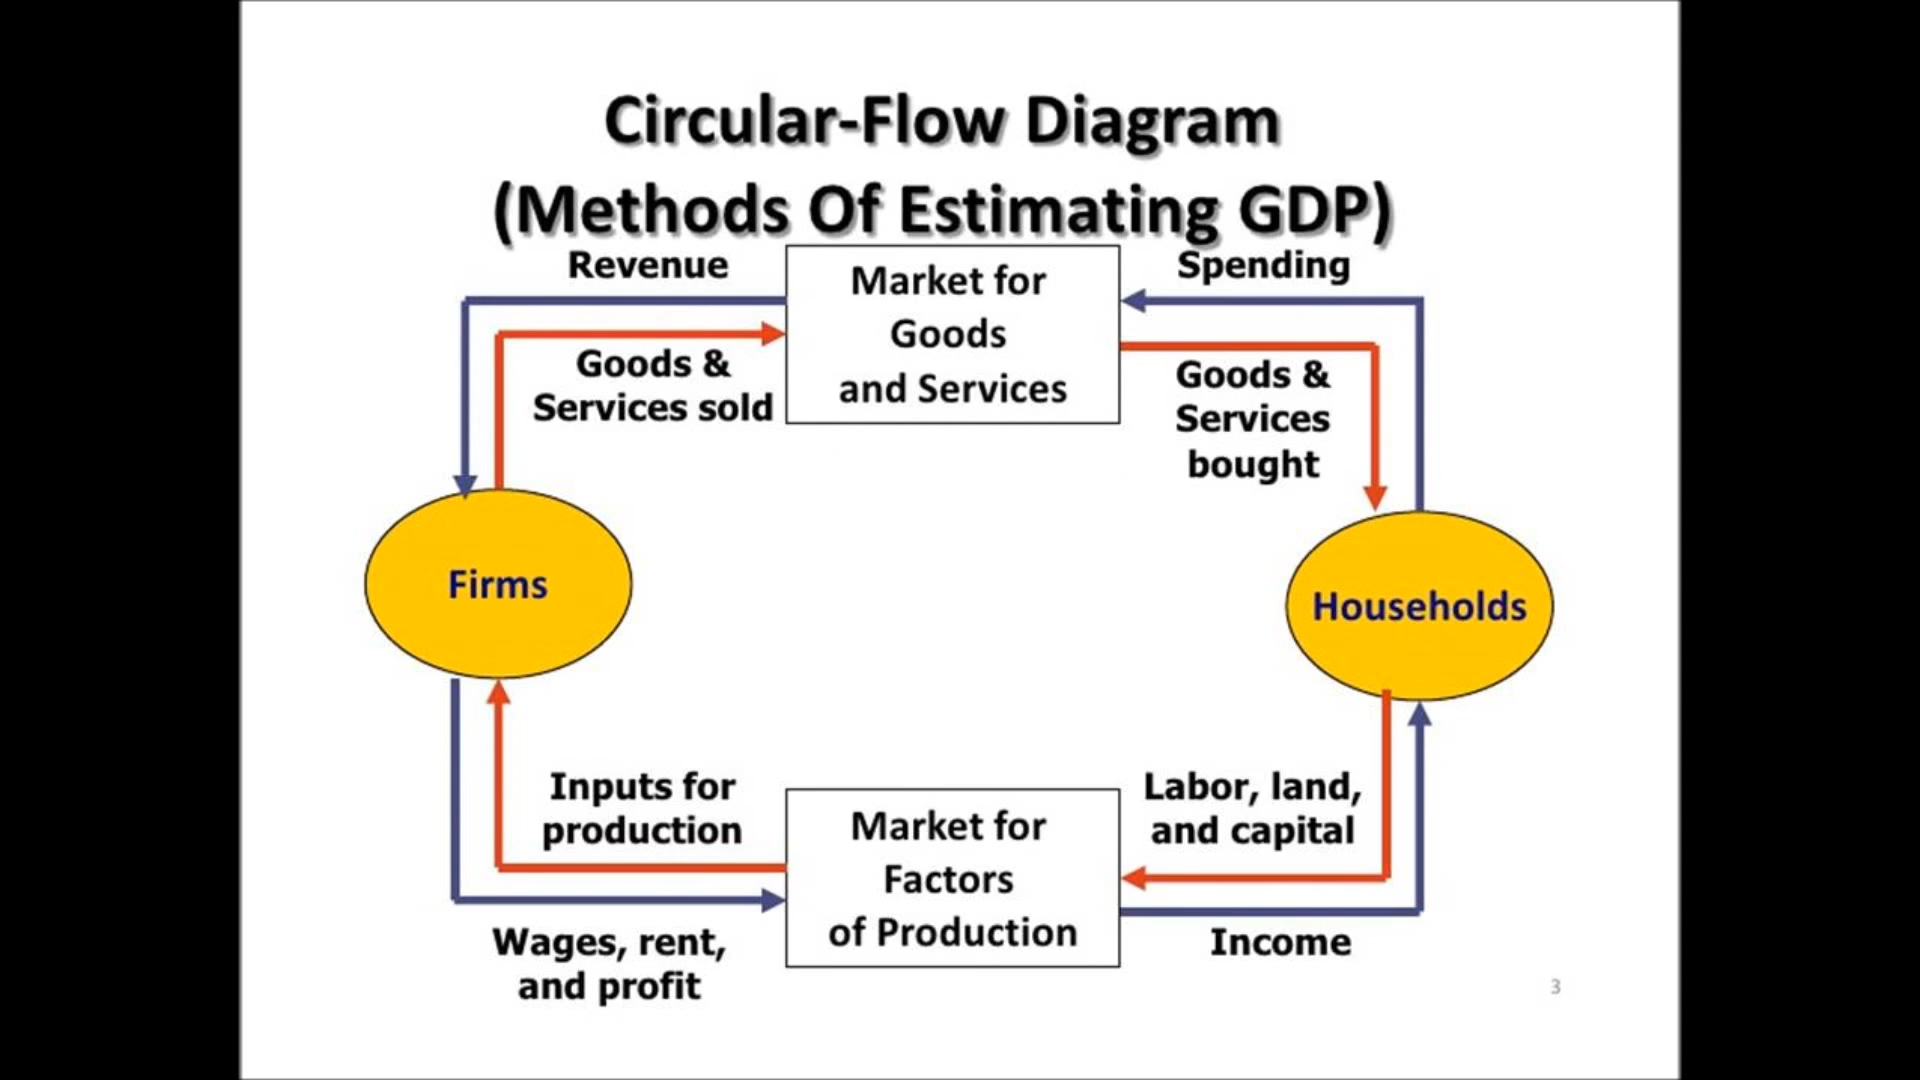 Circular-Flow Diagram
(Methods Of Estimating GDP)
Revenue
Spending
Market for
Goods
and Services
Goods &
Services sold
Goods &
Services
bought
Firms
Households
Inputs for
production
Labor, land,
and capital
Market for
Factors
of Production
Wages, rent,
and profit
Income
3